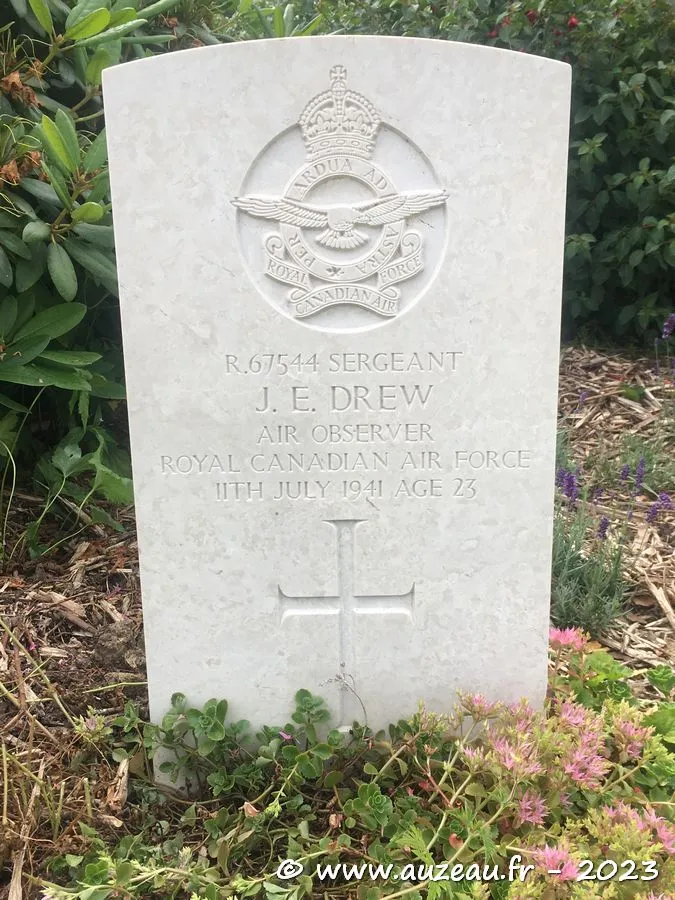 PER ARDUA AD ASTRA
ROYAL CANADIAN AIR FORCE
R.67544 SERGEANT
J. E. DREW
AIR OBSERVER
ROYAL CANADIAN AIR FORCE
11TH JULY 1941 AGE 23
© www.auzeau.fr - 2023